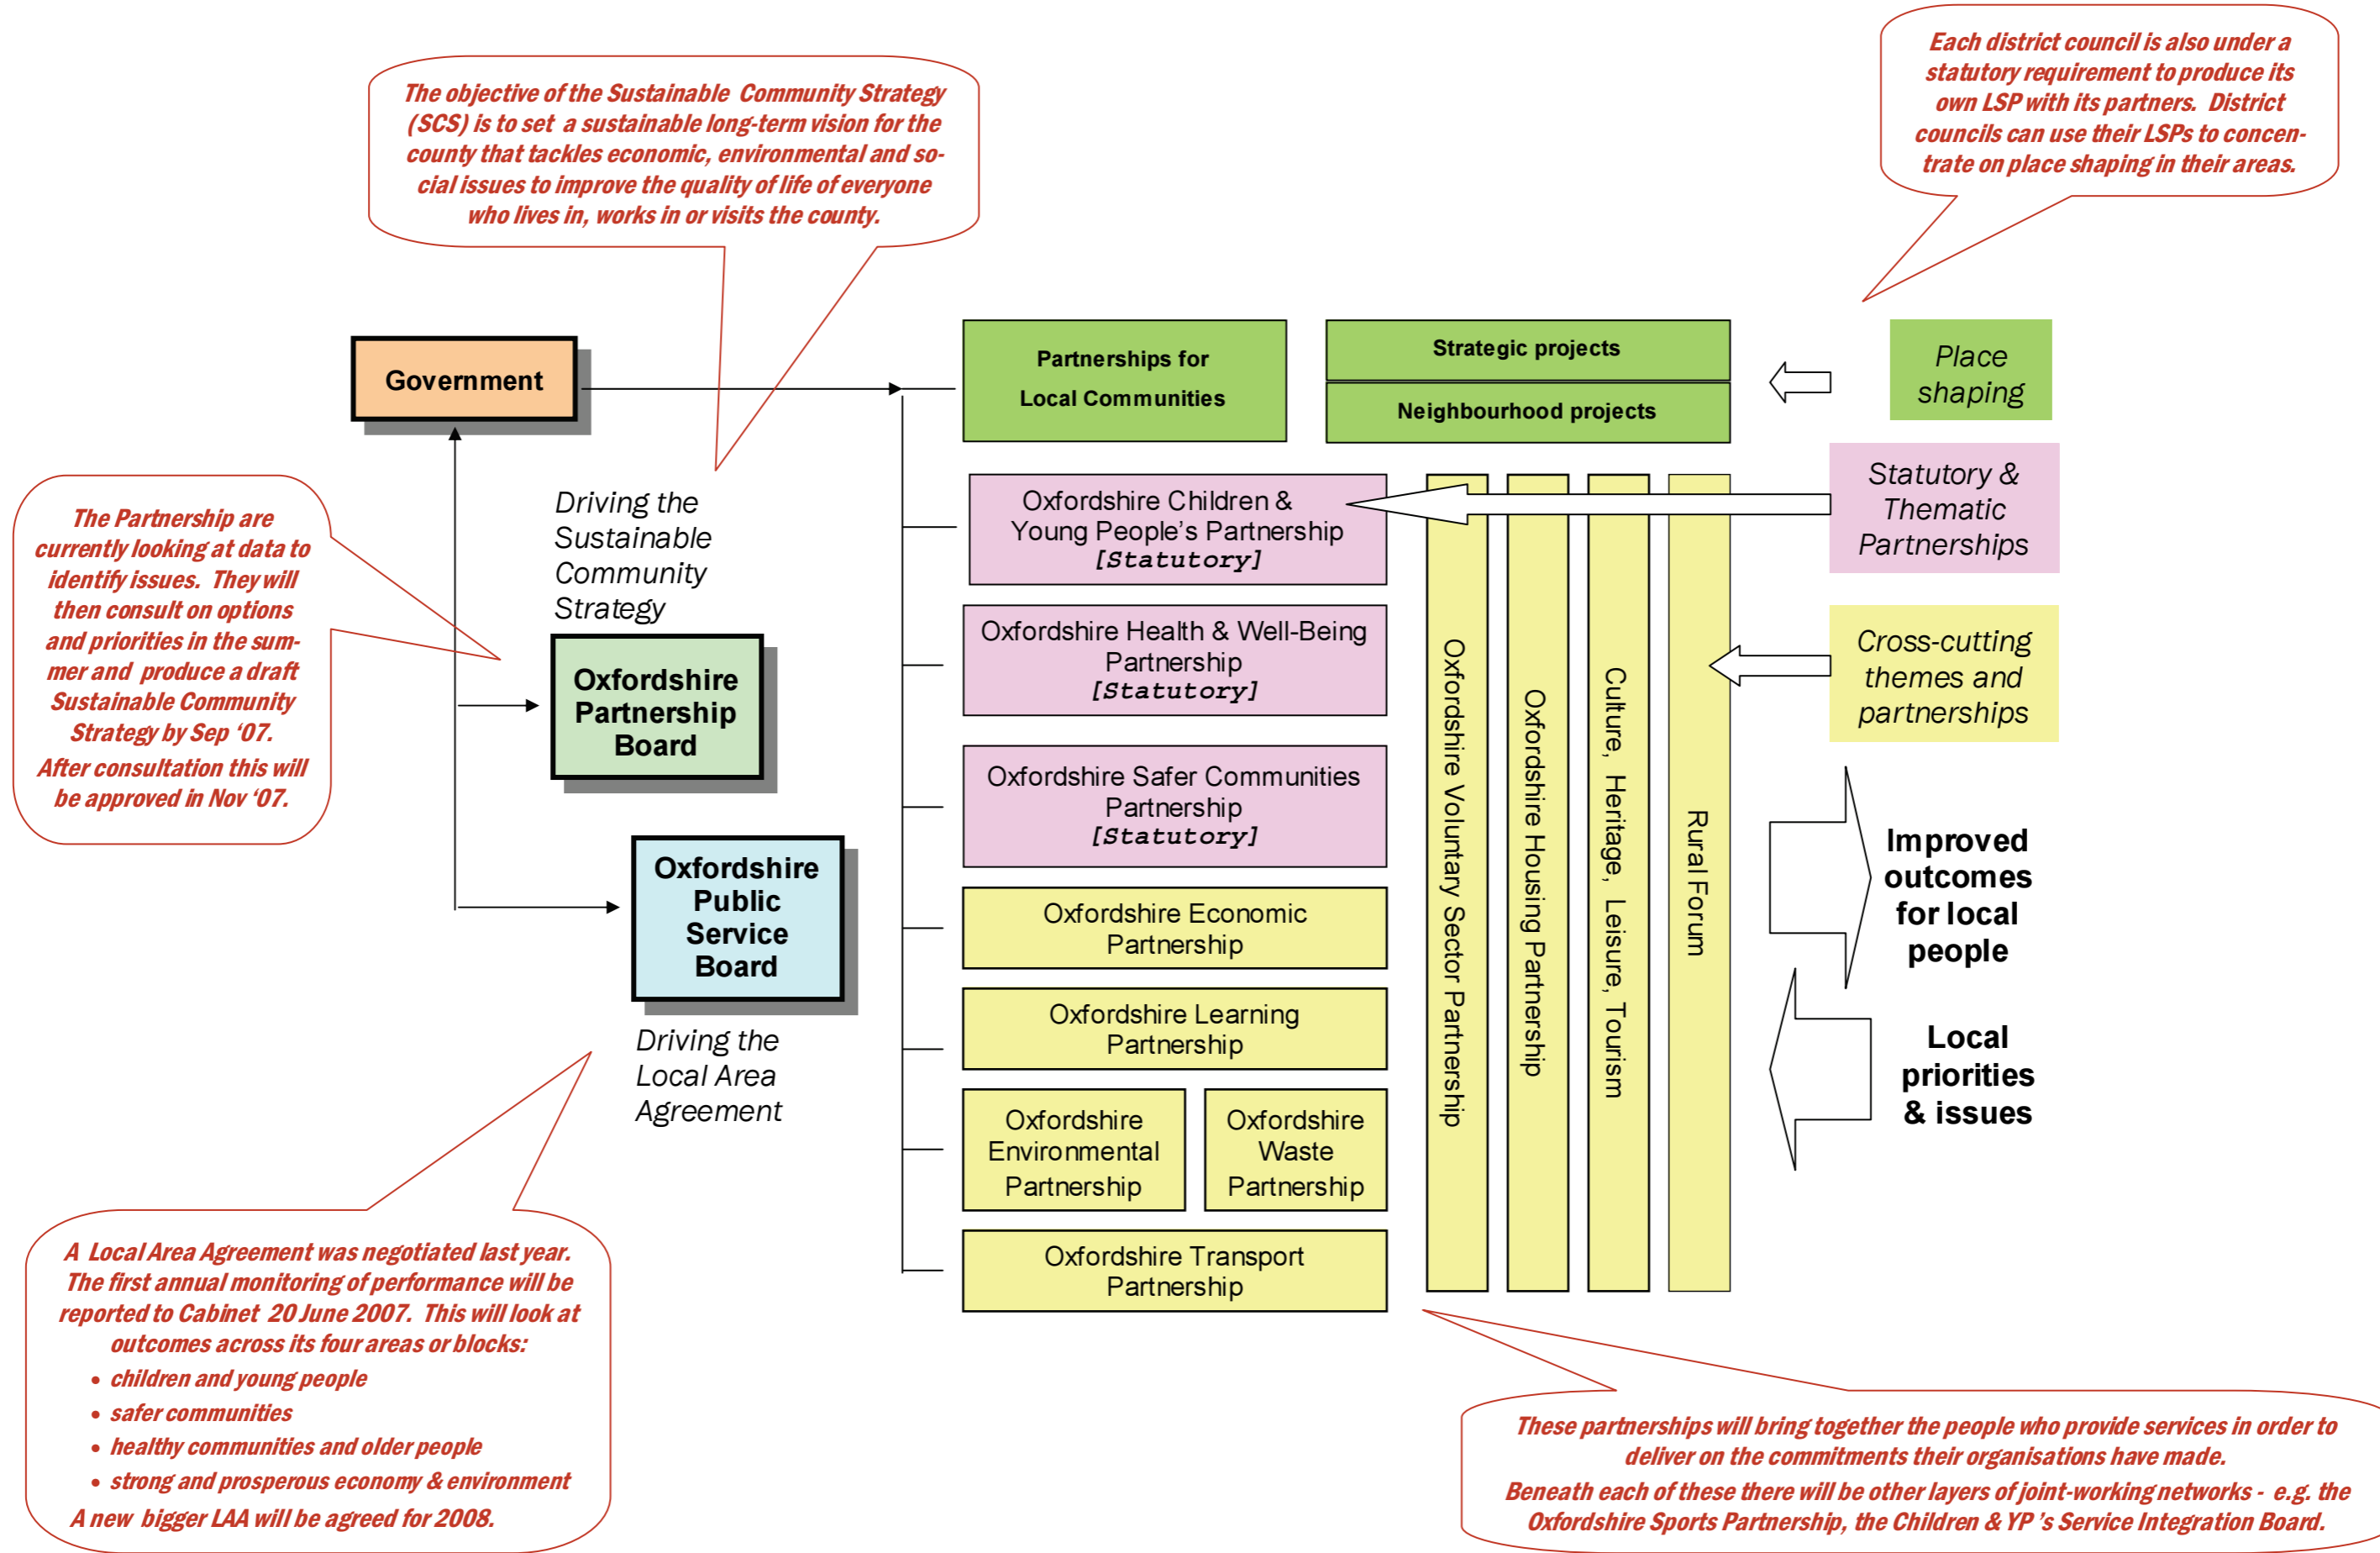 The objective of the Sustainable Community Strategy
(SCS) is to set a sustainable long-term vision for the
county that tackles economic, environmental and so-
cial issues to improve the quality of life of everyone
who lives in, works in or visits the county.
Each district council is also under a
statutory requirement to produce its
own LSP with its partners. District
councils can use their LSPs to concen-
trate on place shaping in their areas.
Government
Partnerships for
Local Communities
Strategic projects
Neighbourhood projects
Place
shaping
The Partnership are
currently looking at data to
identify issues. They will
then consult on options
and priorities in the sum-
mer and produce a draft
Sustainable Community
Strategy by Sep ‘07.
After consultation this will
be approved in Nov ‘07.
Driving the
Sustainable
Community
Strategy
Oxfordshire
Partnership
Board
Oxfordshire
Public
Service
Board
Driving the
Local Area
Agreement
Oxfordshire Children &
Young People’s Partnership
[Statutory]
Oxfordshire Health & Well-Being
Partnership
[Statutory]
Oxfordshire Safer Communities
Partnership
[Statutory]
Oxfordshire Economic
Partnership
Oxfordshire Learning
Partnership
Oxfordshire
Environmental
Partnership
Oxfordshire
Waste
Partnership
Oxfordshire Transport
Partnership
Oxfordshire Voluntary Sector Partnership
Oxfordshire Housing Partnership
Culture, Heritage, Leisure, Tourism
Rural Forum
Statutory &
Thematic
Partnerships
Cross-cutting
themes and
partnerships
Improved
outcomes
for local
people
Local
priorities
& issues
A Local Area Agreement was negotiated last year.
The first annual monitoring of performance will be
reported to Cabinet 20 June 2007. This will look at
outcomes across its four areas or blocks:
• children and young people
• safer communities
• healthy communities and older people
• strong and prosperous economy & environment
A new bigger LAA will be agreed for 2008.
These partnerships will bring together the people who provide services in order to
deliver on the commitments their organisations have made.
Beneath each of these there will be other layers of joint-working networks - e.g. the
Oxfordshire Sports Partnership, the Children & YP ’s Service Integration Board.